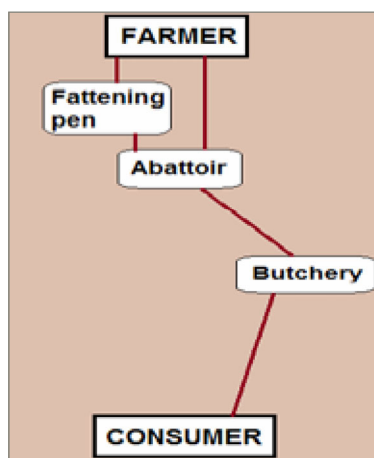 FARMER
Fattening
pen
Abattoir
Butchery
CONSUMER